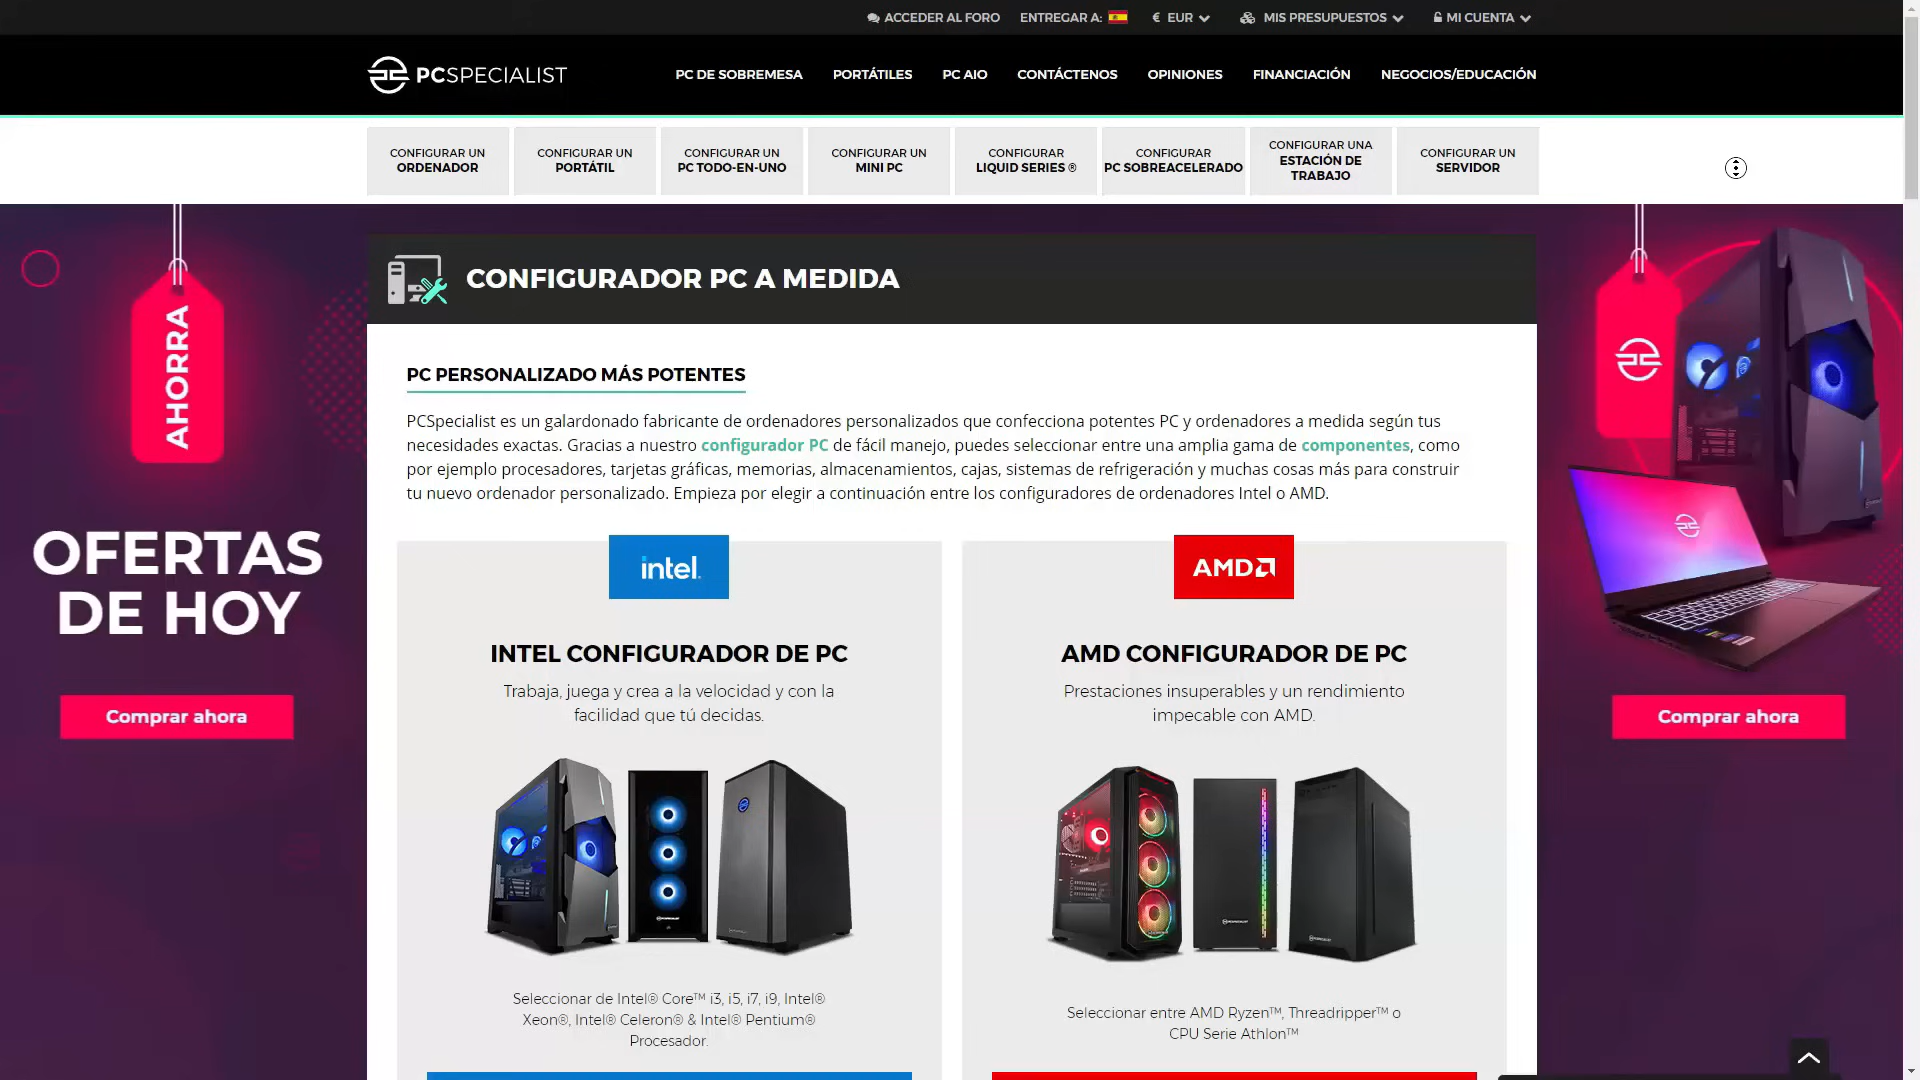 ACCEDER AL FORO ENTREGAR A: € EUR MIS PRESUPUESTOS MI CUENTA
PCSPECIALIST
PC DE SOBREMESA PORTÁTILES PC AIO CONTÁCTENOS OPINIONES FINANCIACIÓN NEGOCIOS/EDUCACIÓN
CONFIGURAR UN
ORDENADOR
CONFIGURAR UN
PORTÁTIL
CONFIGURAR UN
PC TODO-EN-UNO
CONFIGURAR UN
MINI PC
CONFIGURAR
LIQUID SERIES ®
CONFIGURAR
PC SOBREACELERADO
CONFIGURAR UNA
ESTACIÓN DE
TRABAJO
CONFIGURAR UN
SERVIDOR
AHORRA
OFERTAS
DE HOY
Comprar ahora
CONFIGURADOR PC A MEDIDA
PC PERSONALIZADO MÁS POTENTES
PCSpecialist es un galardonado fabricante de ordenadores personalizados que confecciona potentes PC y ordenadores a medida según tus
necesidades exactas. Gracias a nuestro configurador PC de fácil manejo, puedes seleccionar entre una amplia gama de componentes, como
por ejemplo procesadores, tarjetas gráficas, memorias, almacenamientos, cajas, sistemas de refrigeración y muchas cosas más para construir
tu nuevo ordenador personalizado. Empieza por elegir a continuación entre los configuradores de ordenadores Intel o AMD.
intel.
INTEL CONFIGURADOR DE PC
Trabaja, juega y crea a la velocidad y con la
facilidad que tú decidas.
Seleccionar de Intel® Core™ i3, i5, i7, i9, Intel®
Xeon®, Intel® Celeron® & Intel® Pentium®
Procesador.
AMD
AMD CONFIGURADOR DE PC
Prestaciones insuperables y un rendimiento
impecable con AMD.
Seleccionar entre AMD Ryzen™, Threadripper™ o
CPU Serie Athlon™
Comprar ahora